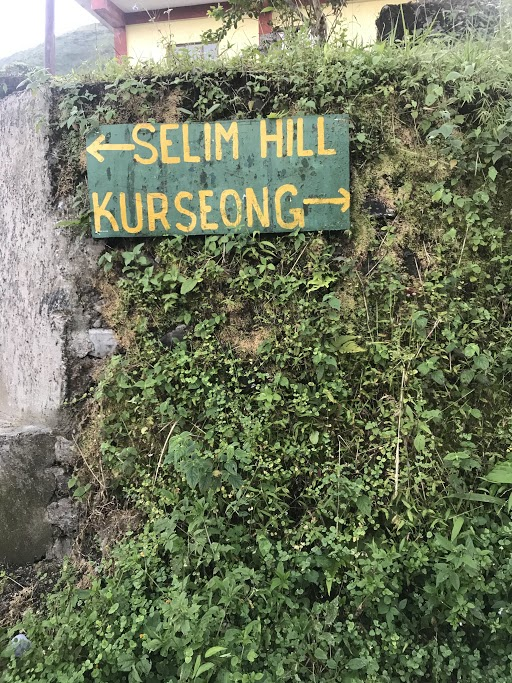 ← SELIM HILL
KURSEONG →